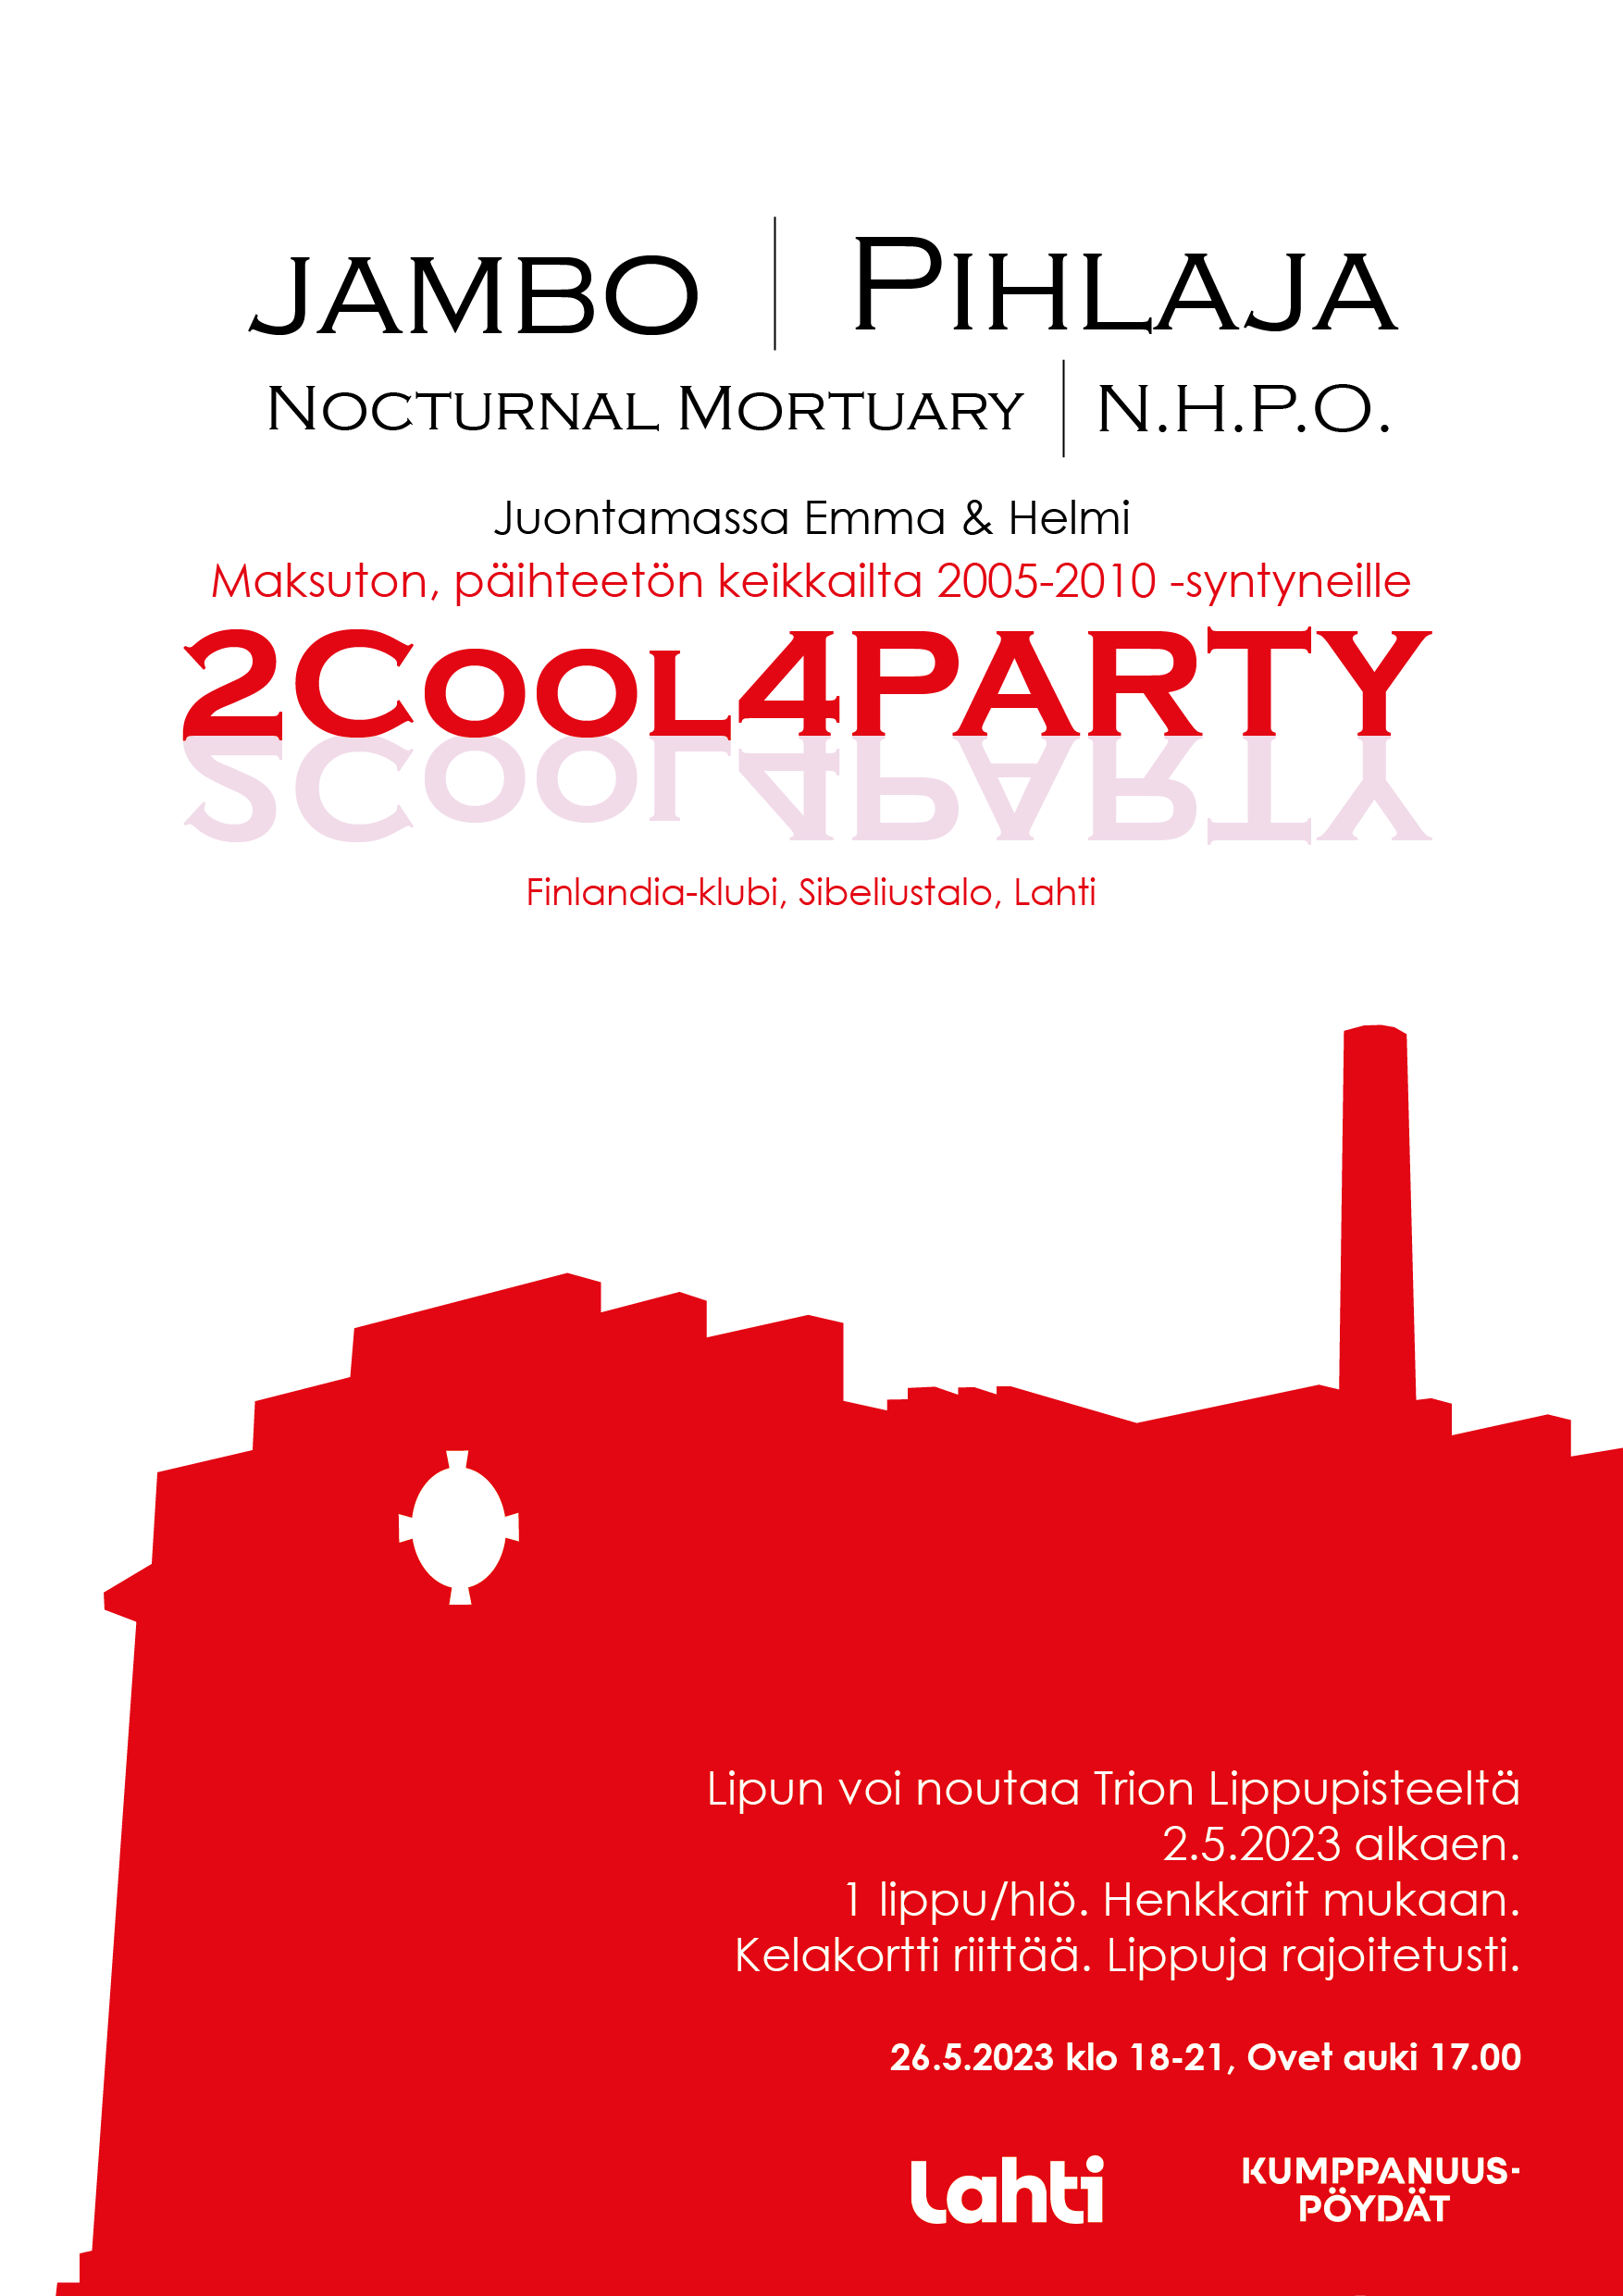 JAMBO | PIHLAJA
NOCTURNAL MORTUARY | N.H.P.O.
Juontamassa Emma & Helmi
Maksuton, päihteetön keikkailta 2005-2010 -syntyneille
2COOL4PARTY
Finlandia-klubi, Sibeliustalo, Lahti
Lipun voi noutaa Trion Lippupisteeltä
2.5.2023 alkaen.
1 lippu/hlö. Henkkarit mukaan.
Kelakortti riittää. Lippuja rajoitetusti.
26.5.2023 klo 18-21, Ovet auki 17.00
Lahti
KUMPPANUUS-
PÖYDÄT